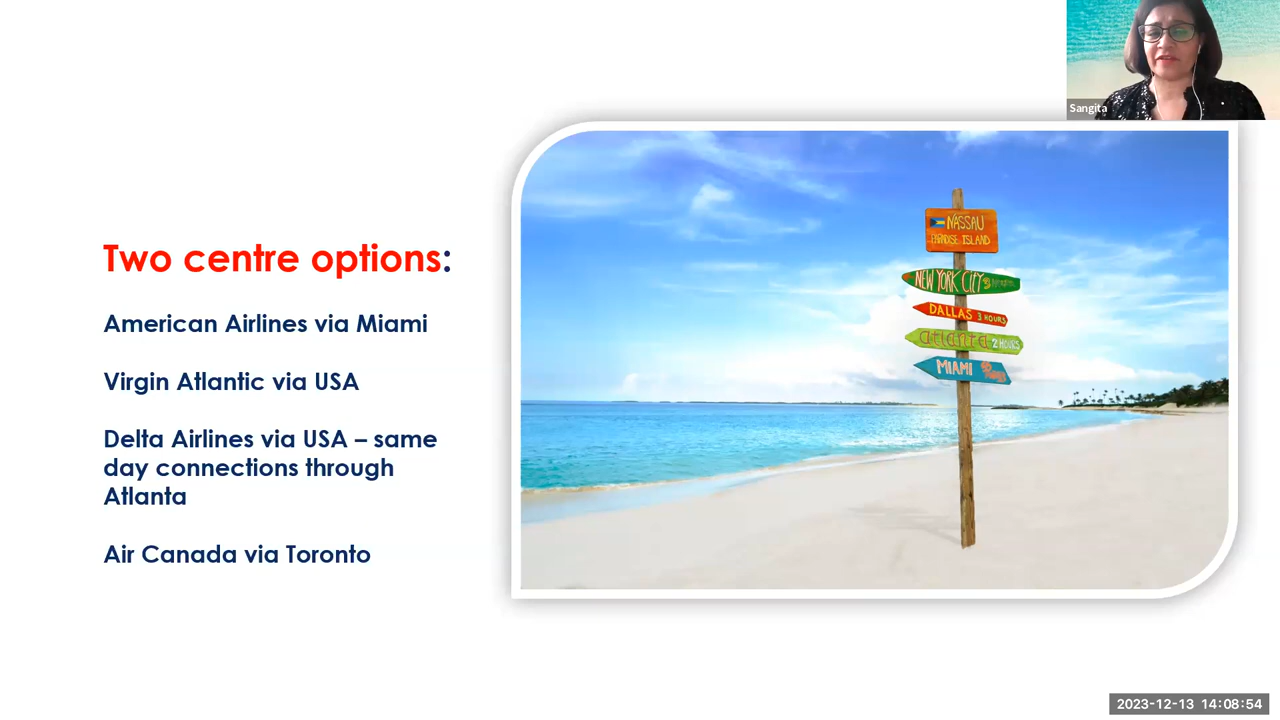 Sangita
Two centre options:
American Airlines via Miami
Virgin Atlantic via USA
Delta Airlines via USA – same
day connections through
Atlanta
Air Canada via Toronto
NASSAU
PARADISE ISLAND
NEW YORK CITY 3
DALLAS 3 HOURS
atlanta 2 HOURS
MIAMI
2023-12-13 14:08:54